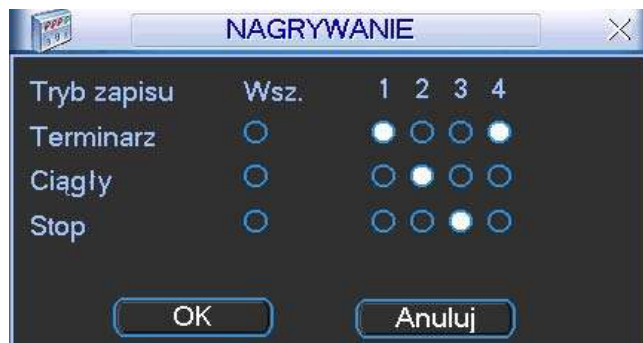 NAGRYWANIE
Tryb zapisu Wsz. 1 2 3 4
Terminarz
Ciągły
Stop
OK Anuluj